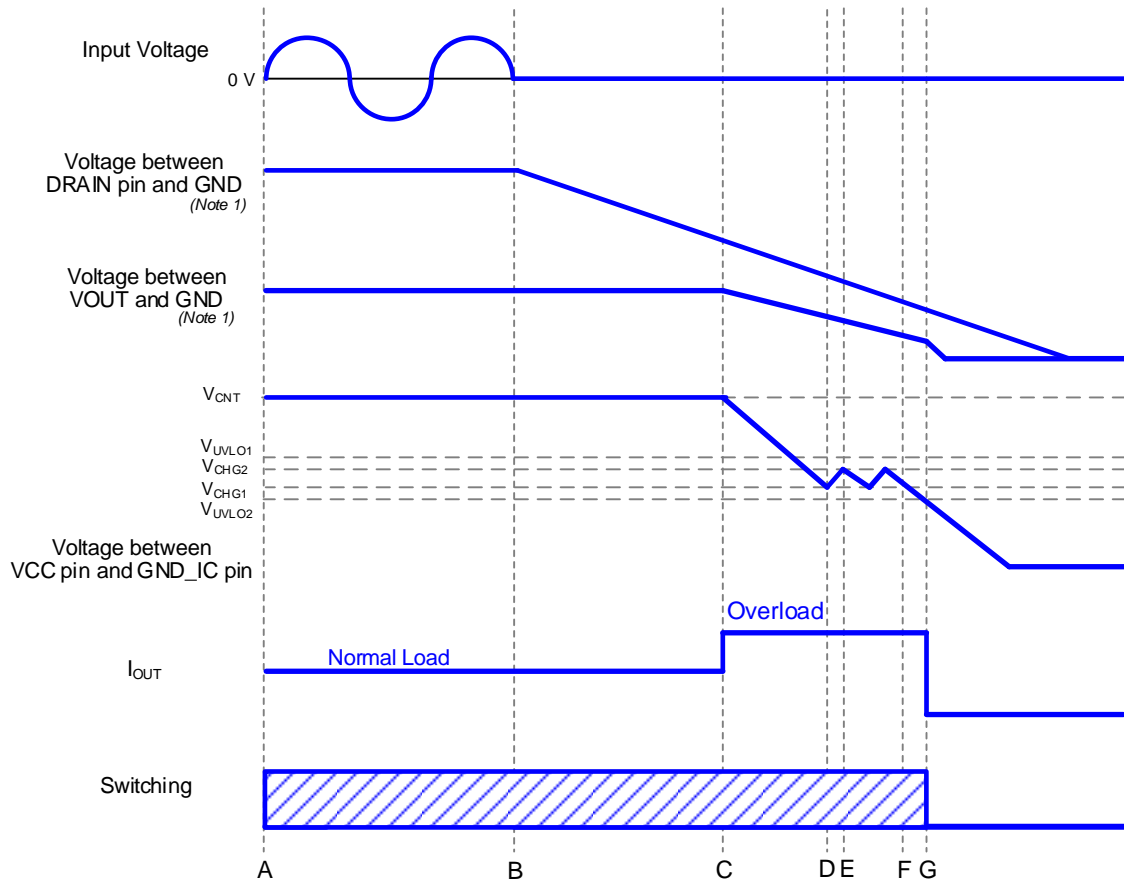 Input Voltage
0 V
Voltage between
DRAIN pin and GND
(Note 1)
Voltage between
VOUT and GND
(Note 1)
VCNT
VUVLO1
VCHG2
VCHG1
VUVLO2
Voltage between
VCC pin and GND_IC pin
Overload
Normal Load
IOUT
Switching
A B C D E F G